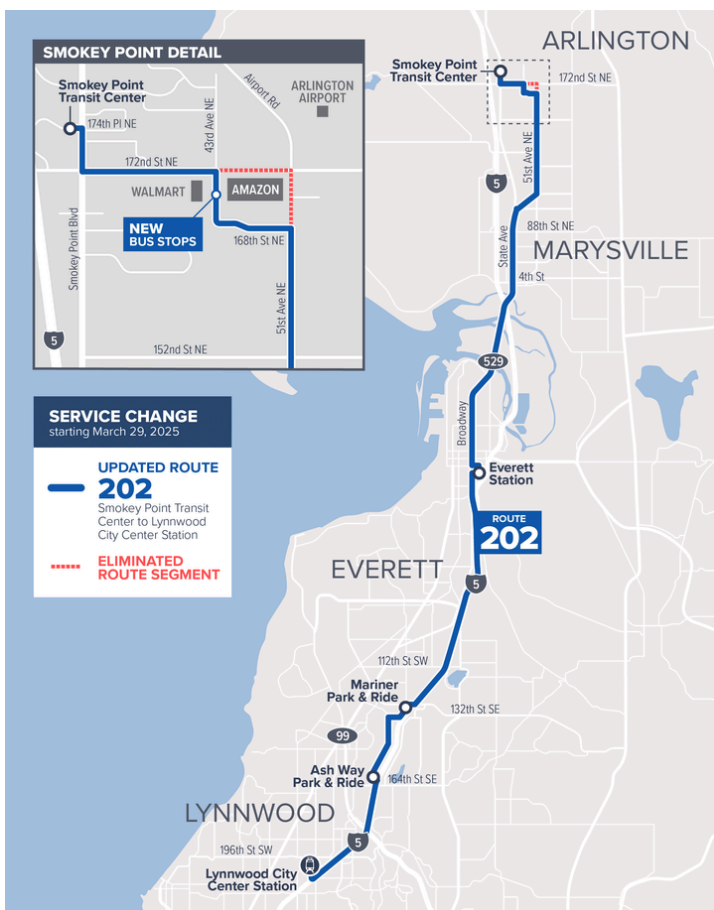 SMOKEY POINT DETAIL
Smokey Point
Transit Center
174th Pl NE
43rd Ave NE
Airport Rd
ARLINGTON
AIRPORT
172nd St NE
WALMART
AMAZON
NEW
BUS STOPS
168th St NE
Smokey Point Blvd
51st Ave NE
5
152nd St NE
ARLINGTON
Smokey Point
Transit Center
172nd St NE
51st Ave NE
5
88th St NE
State Ave
MARYSVILLE
4th St
529
Broadway
Everett
Station
SERVICE CHANGE
starting March 29, 2025
UPDATED ROUTE
202
Smokey Point Transit
Center to Lynnwood
City Center Station
ELIMINATED
ROUTE SEGMENT
ROUTE
202
EVERETT
5
112th St SW
Mariner
Park & Ride
132th St SE
99
Ash Way
Park & Ride
164th St SE
LYNNWOOD
5
196th St SW
Lynnwood City
Center Station